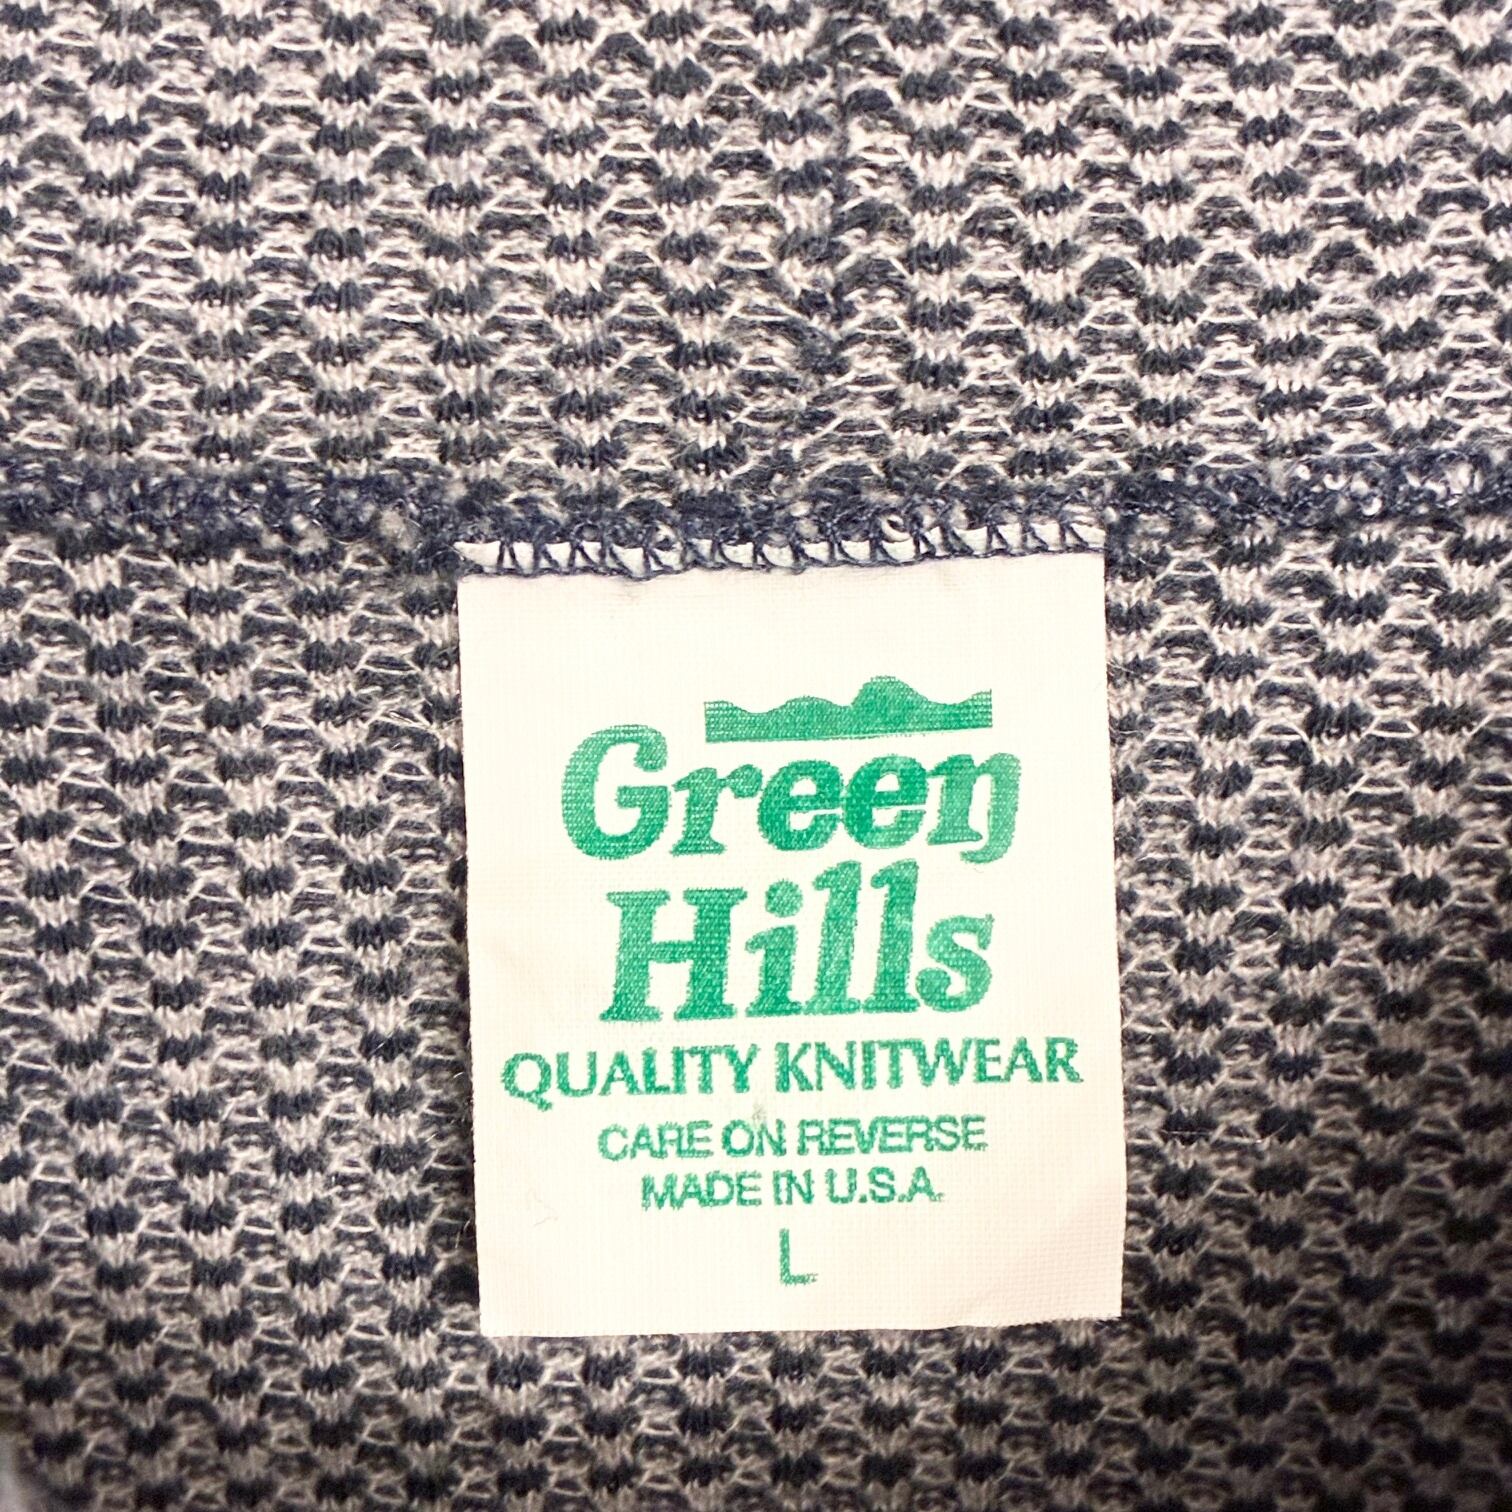 Green
Hills
QUALITY KNITWEAR
CARE ON REVERSE
MADE IN U.S.A.
L